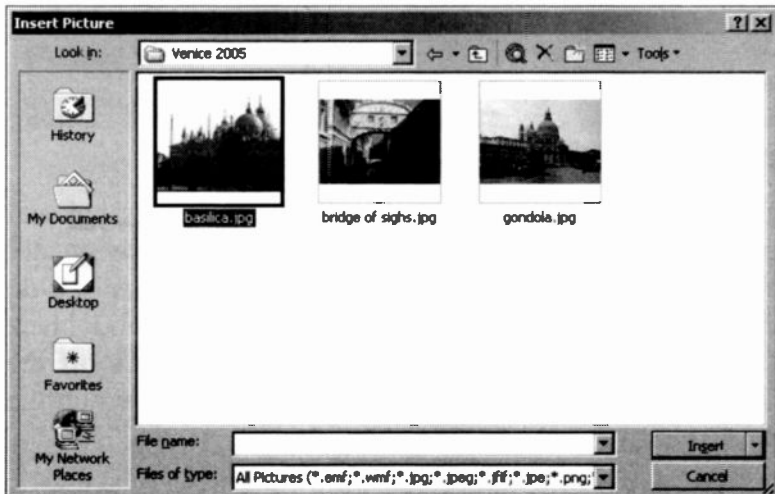 Insert Picture
Look in:
Venice 2005
Tools
History
My Documents
Desktop
Favorites
My Network
Places
basilica.jpg
bridge of sighs.jpg
gondola.jpg
File name:
Insert
Files of type:
All Pictures (*.emf;*.wmf;*.jpg;*.jpeg;*.jfif;*.jpe;*.png;*
Cancel